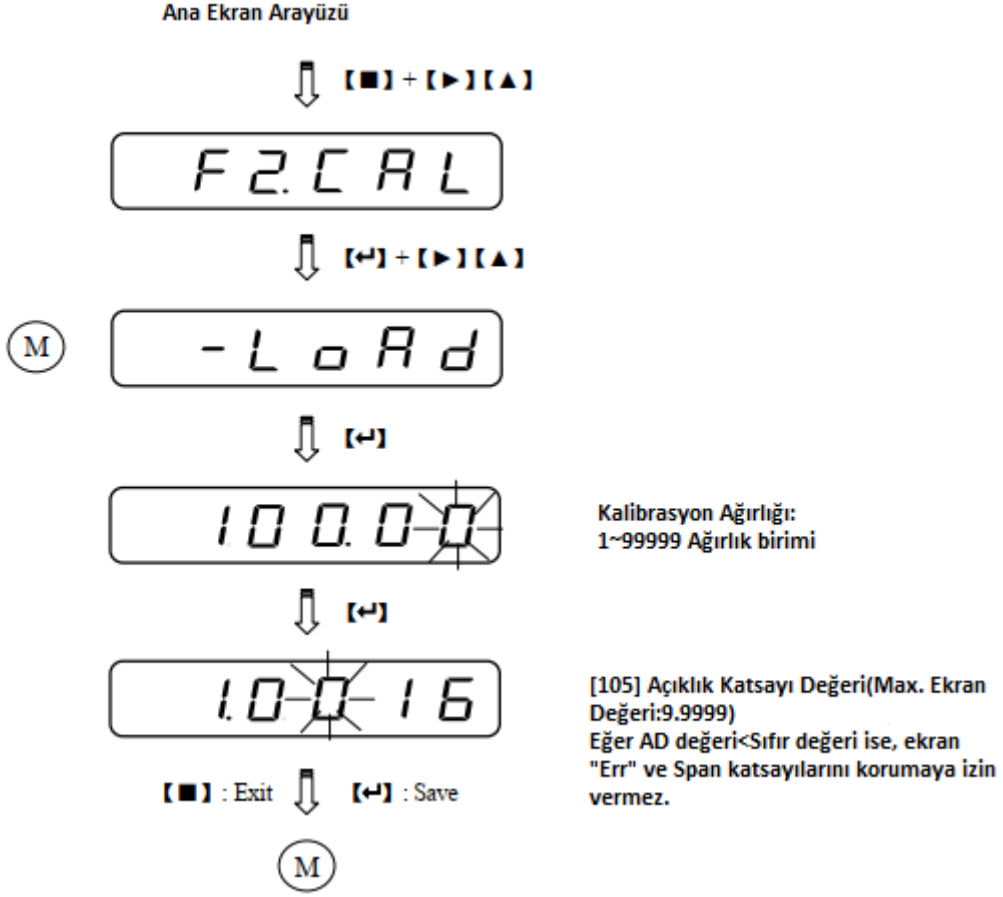 Ana Ekran Arayüzü
【■】+【►】【▲】
F2.CAL
【↵】+【►】【▲】
M
-LoAd
【↵】
100.00
Kalibrasyon Ağırlığı:
1~99999 Ağırlık birimi
【↵】
1.0016
[105] Açıklık Katsayı Değeri(Max. Ekran
Değeri:9.9999)
Eğer AD değeri<Sıfır değeri ise, ekran
"Err" ve Span katsayılarını korumaya izin
vermez.
【■】: Exit 【↵】: Save
M